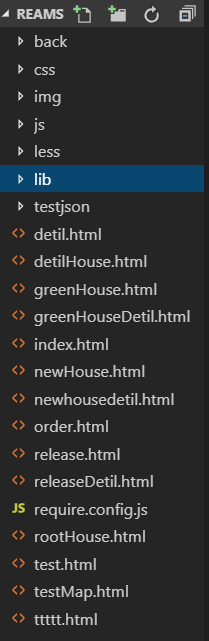 REAMS
back
css
img
js
less
lib
testjson
detil.html
detilHouse.html
greenHouse.html
greenHouseDetil.html
index.html
newHouse.html
newhousedetil.html
order.html
release.html
releaseDetil.html
JS require.config.js
rootHouse.html
test.html
testMap.html
ttttt.html